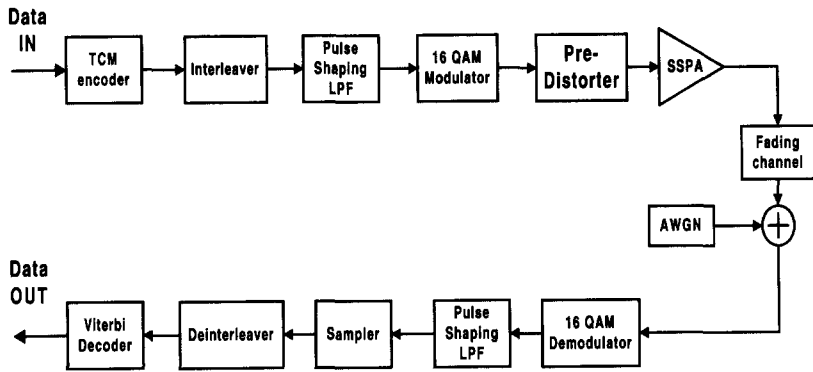 Data
IN
TCM
encoder
Interleaver
Pulse
Shaping
LPF
16 QAM
Modulator
Pre-
Distorter
SSPA
Fading
channel
AWGN
+
Data
OUT
Viterbi
Decoder
Deinterleaver
Sampler
Pulse
Shaping
LPF
16 QAM
Demodulator